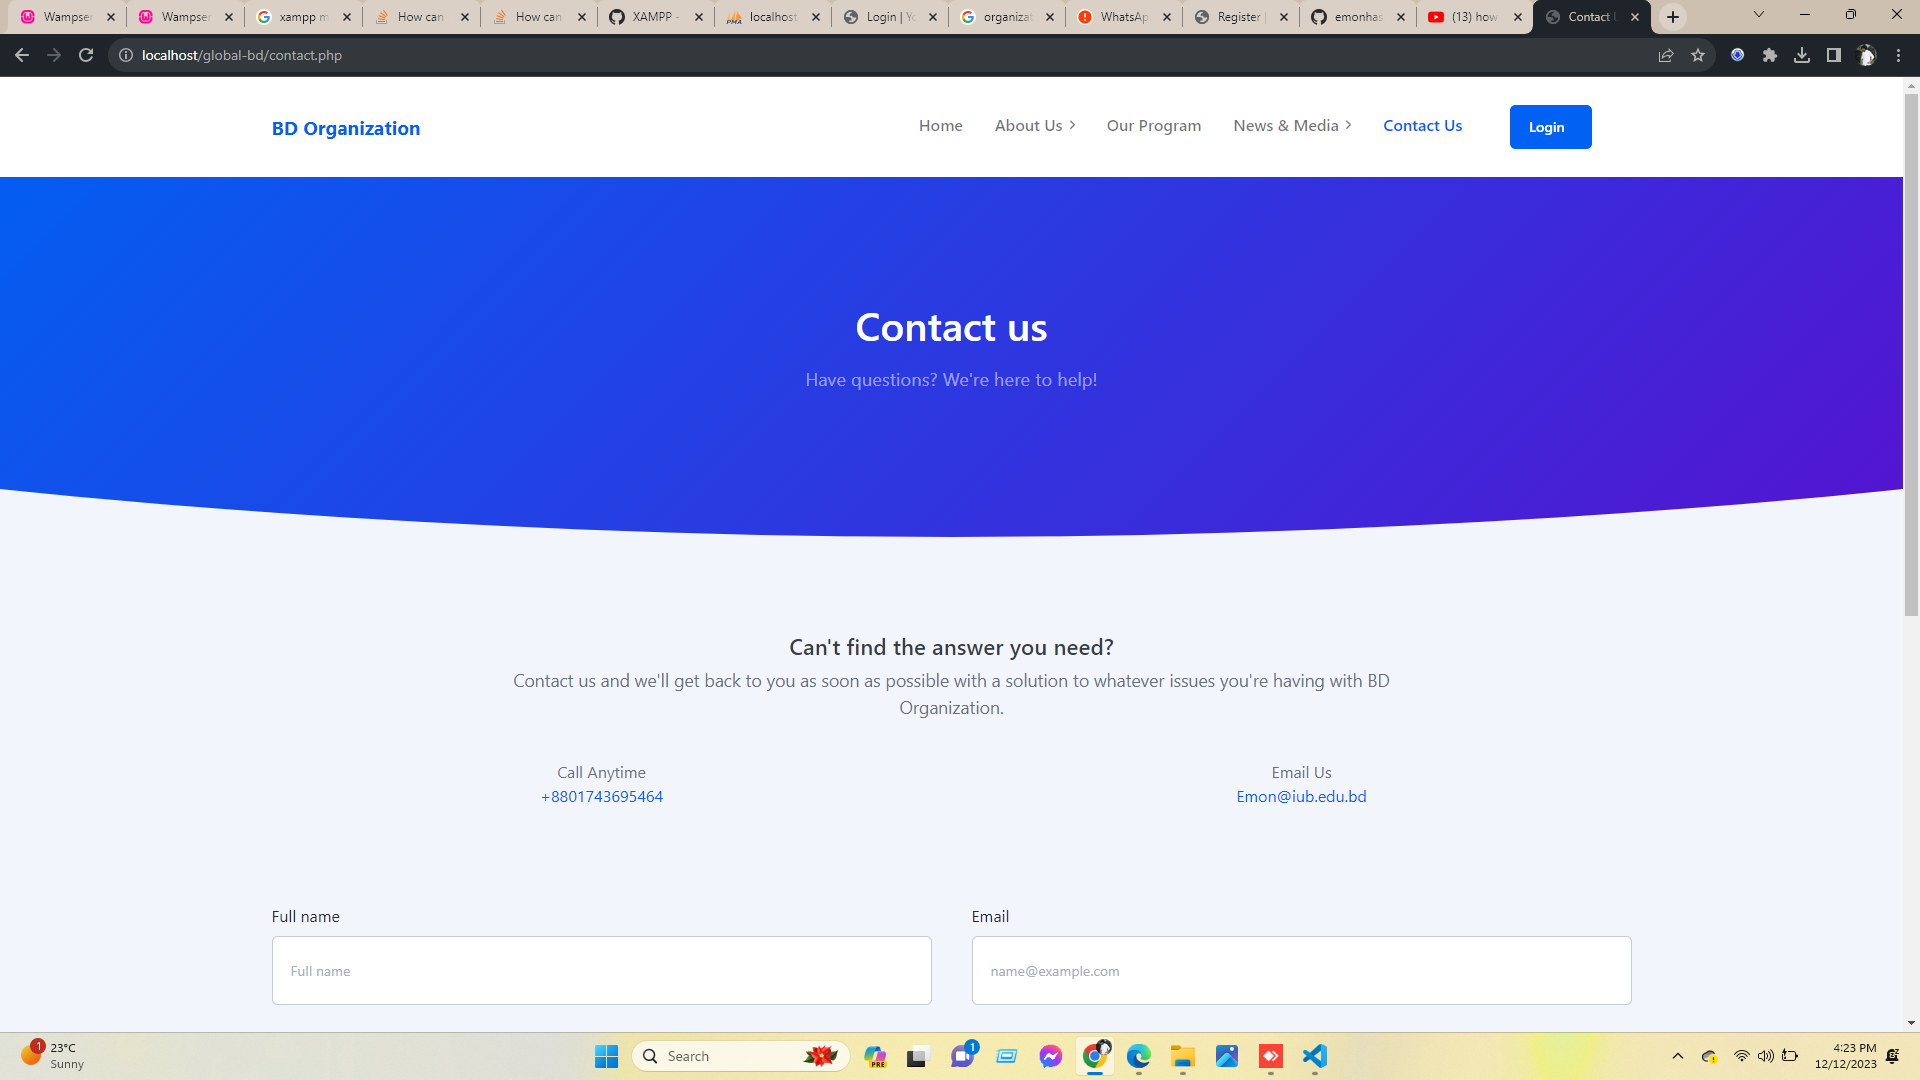 Wampser
Wampser
xampp m
How can
How can
XAMPP -
localhost
Login | Yo
organizat
WhatsAp
Register |
emonhas
(13) how
Contact U
localhost/global-bd/contact.php
BD Organization
Home
About Us
Our Program
News & Media
Contact Us
Login
Contact us
Have questions? We're here to help!
Can't find the answer you need?
Contact us and we'll get back to you as soon as possible with a solution to whatever issues you're having with BD
Organization.
Call Anytime
+8801743695464
Email Us
Emon@iub.edu.bd
Full name
Email
Full name
name@example.com
1
23°C
Sunny
Search
PRE
1
4:23 PM
12/12/2023